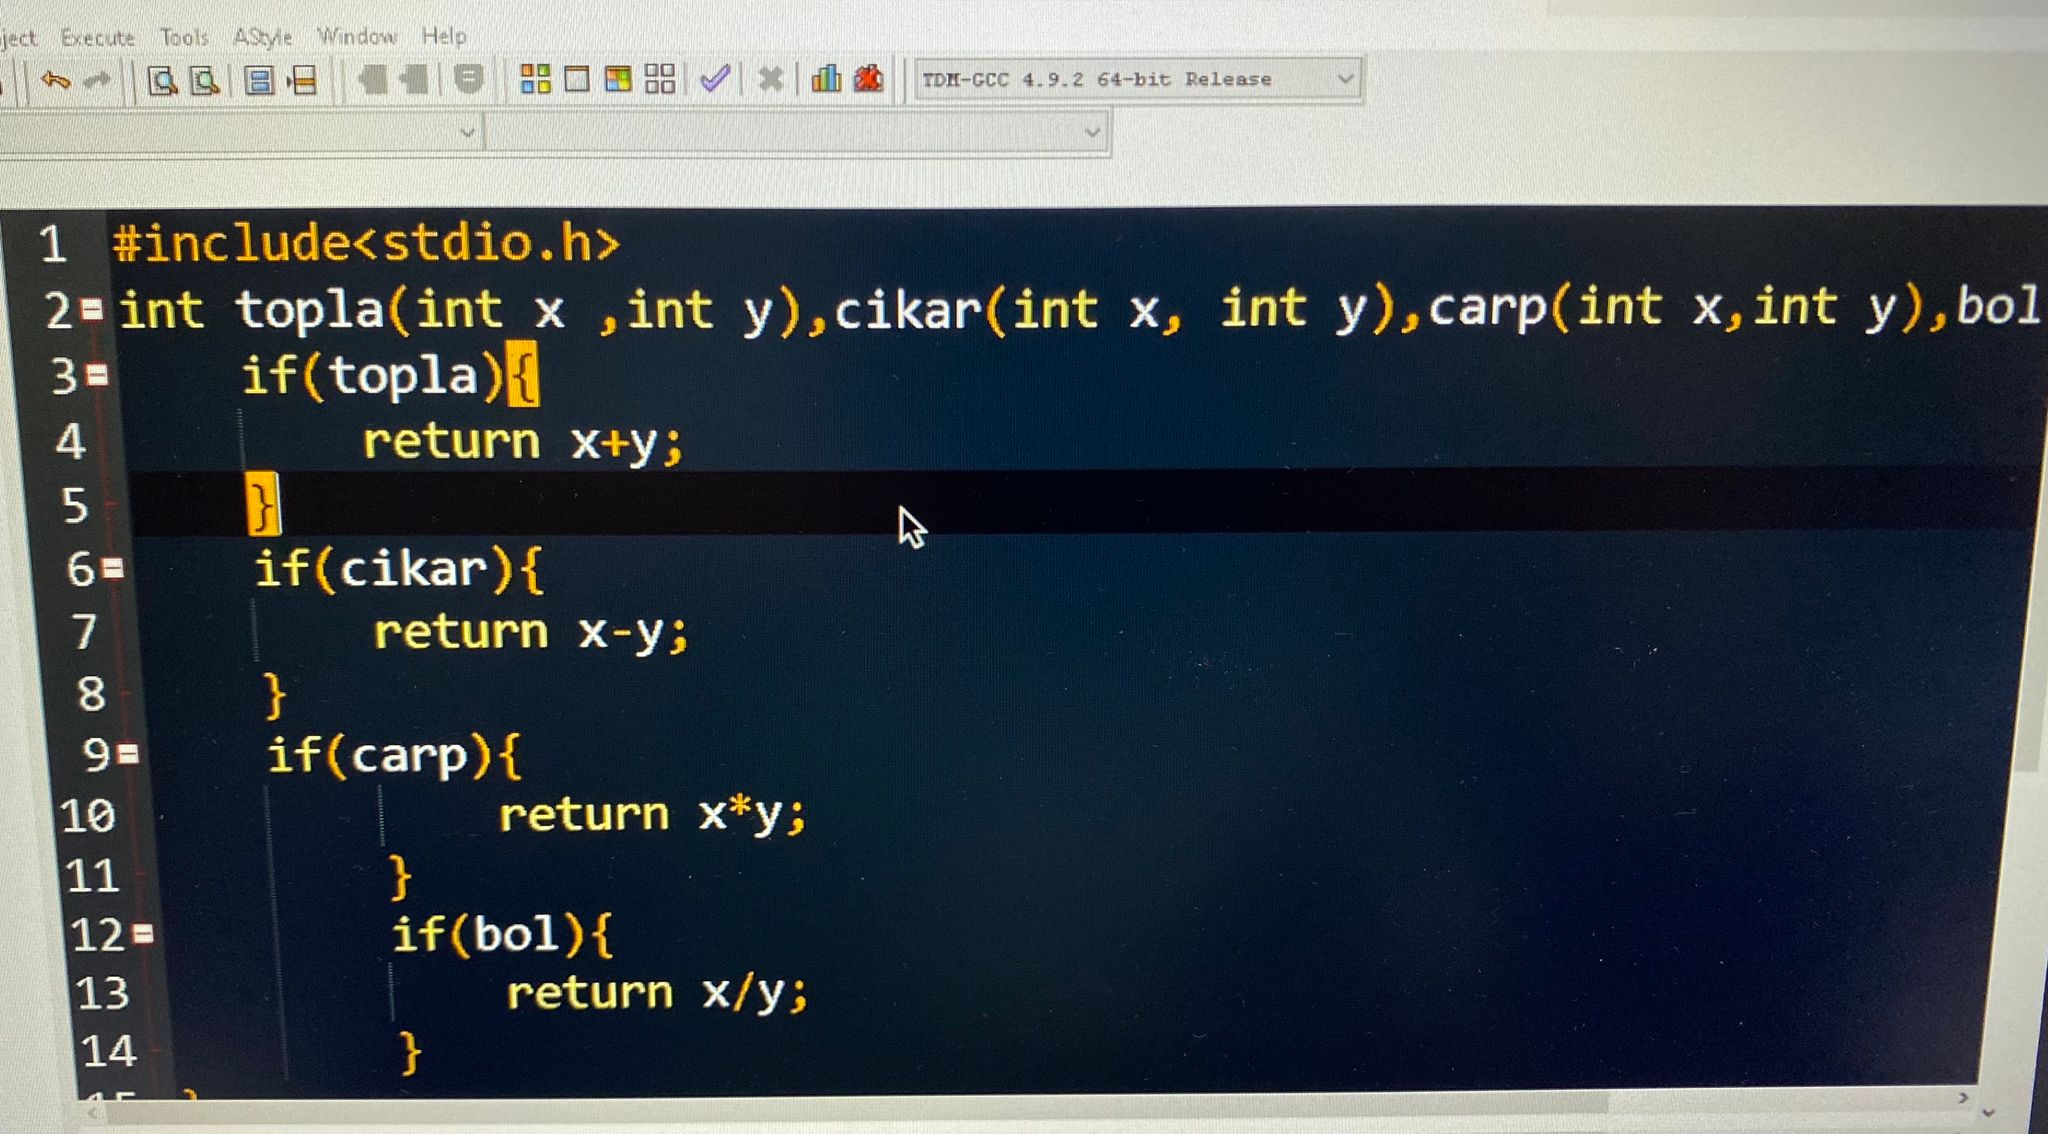 Execute Tools AStyle Window Help
TDM-GCC 4.9.2 64-bit Release
1 #include<stdio.h>
2 int topla(int x ,int y),cikar(int x, int y),carp(int x,int y),bol
3 if(topla){
4 return x+y;
5 }
6 if(cikar){
7 return x-y;
8 }
9 if(carp){
10 return x*y;
11 }
12 if(bol){
13 return x/y;
14 }